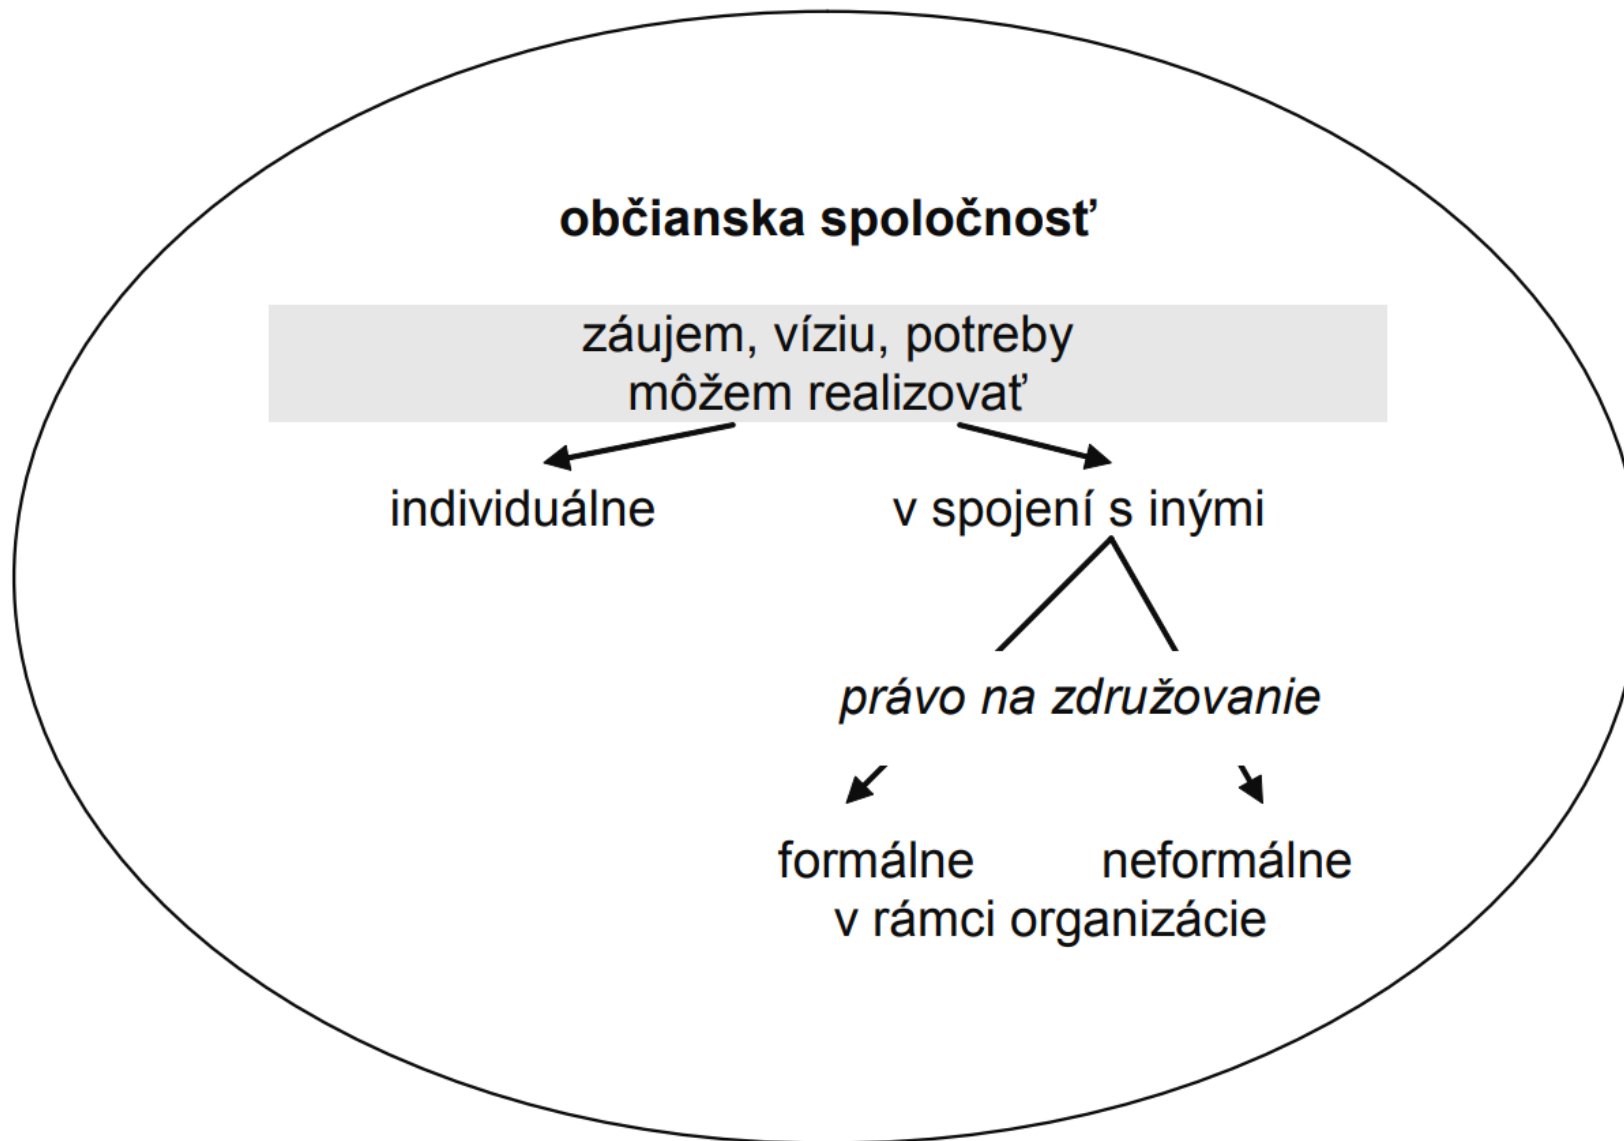 občianska spoločnosť
záujem, víziu, potreby
môžem realizovať
individuálne
v spojení s inými
právo na združovanie
formálne
neformálne
v rámci organizácie